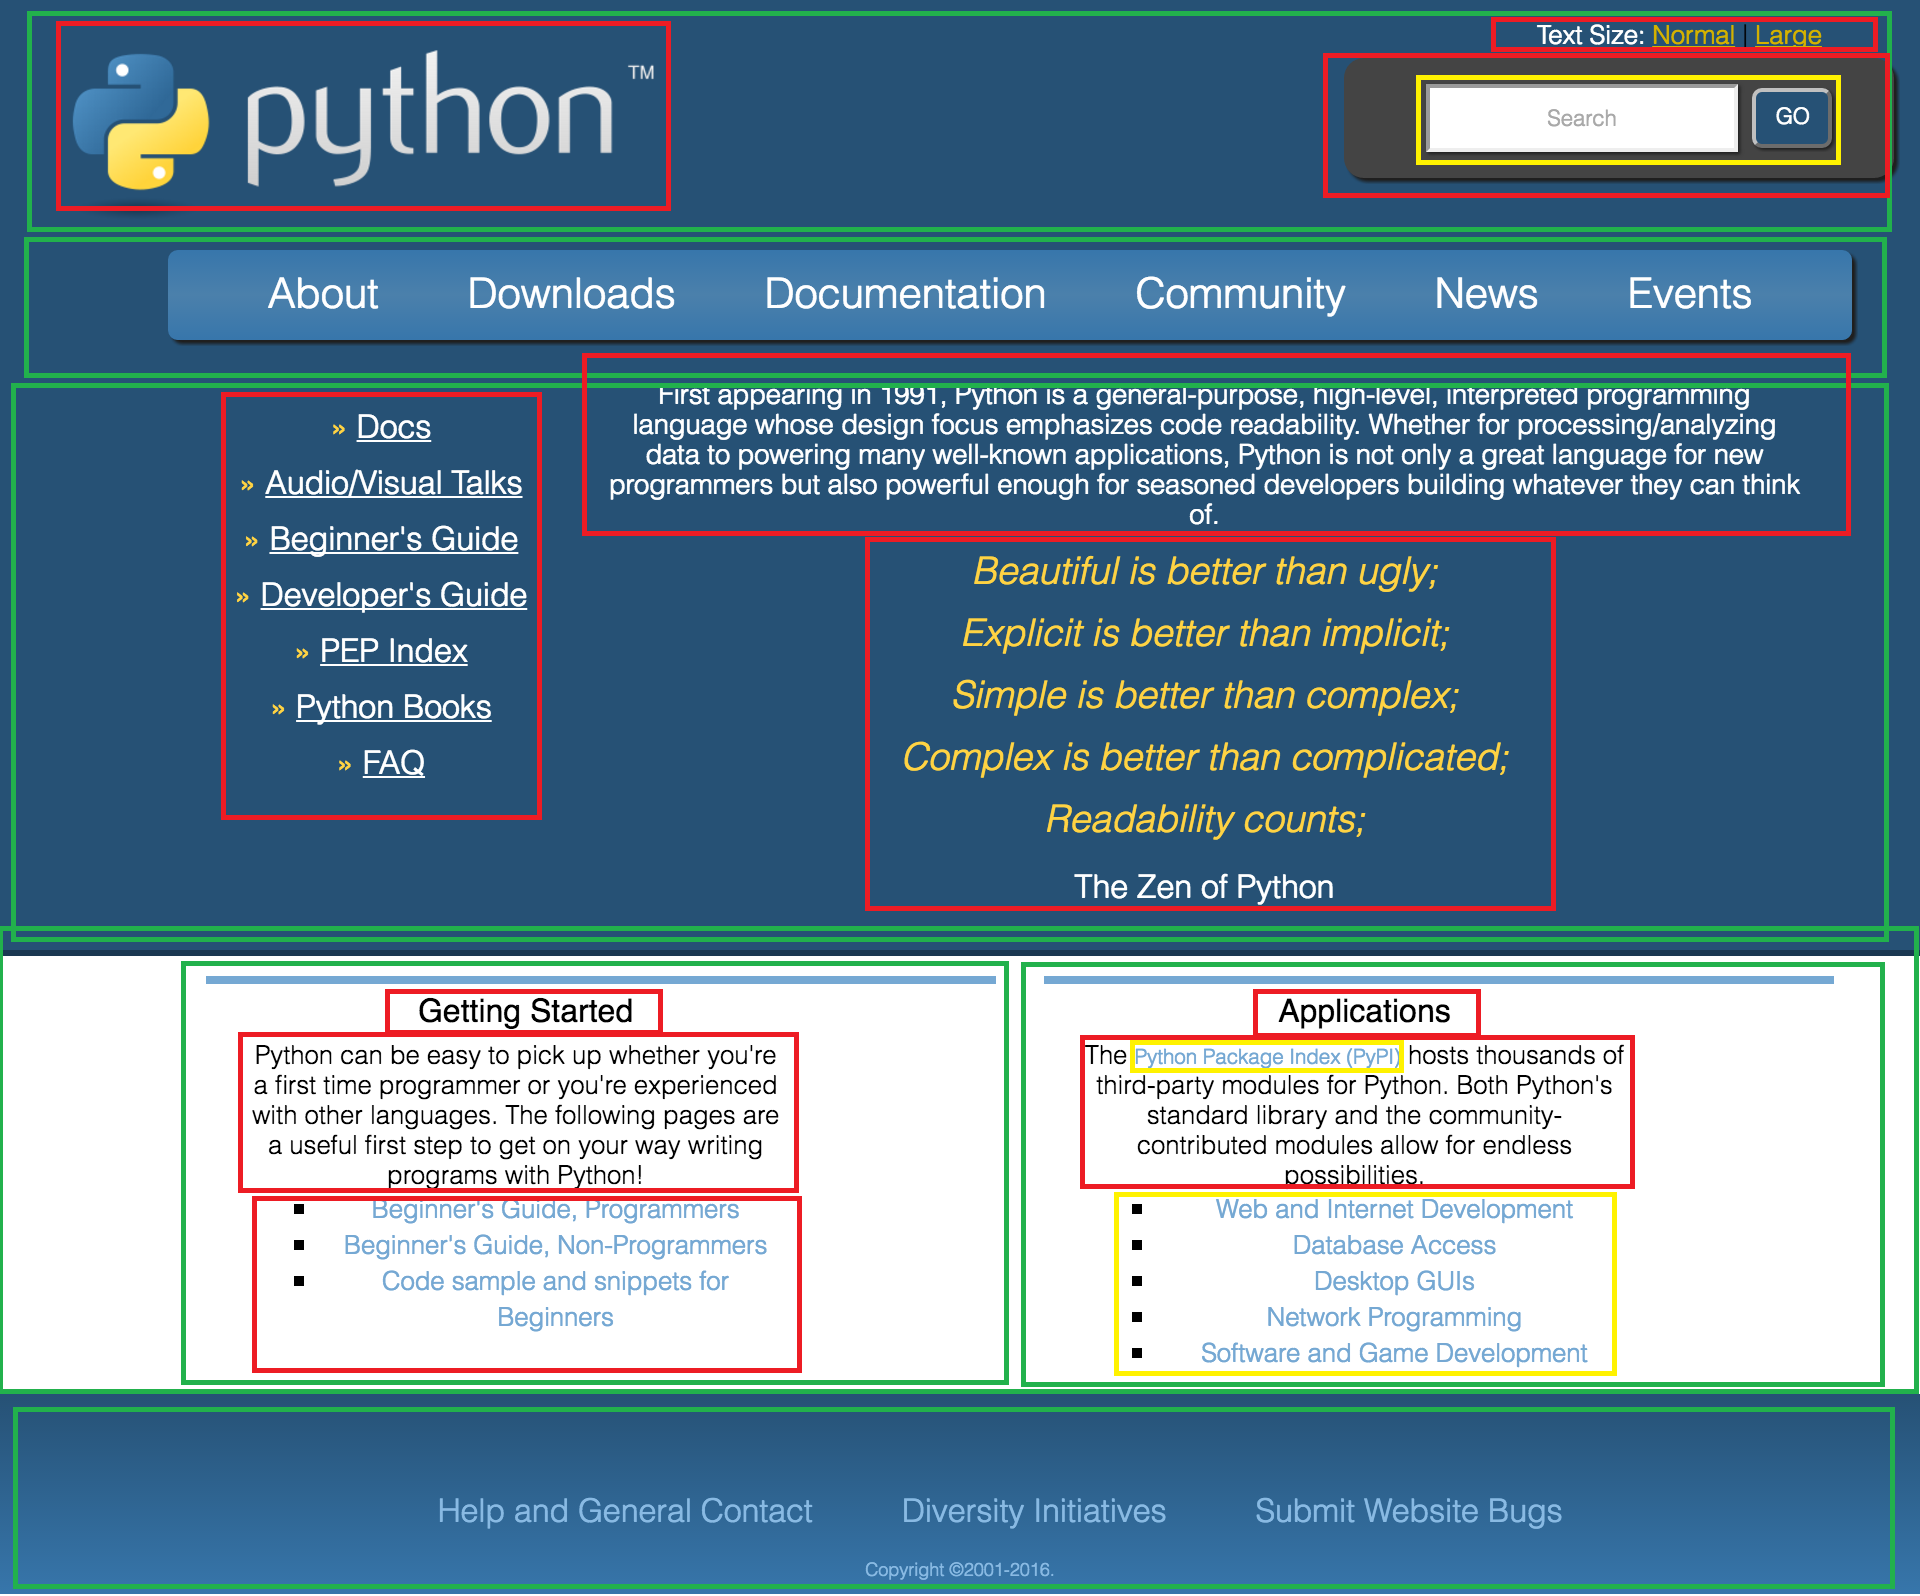 python™
Text Size: Normal | Large
Search
GO
About Downloads Documentation Community News Events
» Docs
» Audio/Visual Talks
» Beginner's Guide
» Developer's Guide
» PEP Index
» Python Books
» FAQ
First appearing in 1991, Python is a general-purpose, high-level, interpreted programming
language whose design focus emphasizes code readability. Whether for processing/analyzing
data to powering many well-known applications, Python is not only a great language for new
programmers but also powerful enough for seasoned developers building whatever they can think
of.
Beautiful is better than ugly;
Explicit is better than implicit;
Simple is better than complex;
Complex is better than complicated;
Readability counts;
The Zen of Python
Getting Started
Python can be easy to pick up whether you're
a first time programmer or you're experienced
with other languages. The following pages are
a useful first step to get on your way writing
programs with Python!
Beginner's Guide, Programmers
Beginner's Guide, Non-Programmers
Code sample and snippets for
Beginners
Applications
The Python Package Index (PyPI) hosts thousands of
third-party modules for Python. Both Python's
standard library and the community-
contributed modules allow for endless
possibilities.
Web and Internet Development
Database Access
Desktop GUIs
Network Programming
Software and Game Development
Help and General Contact Diversity Initiatives Submit Website Bugs
Copyright ©2001-2016.